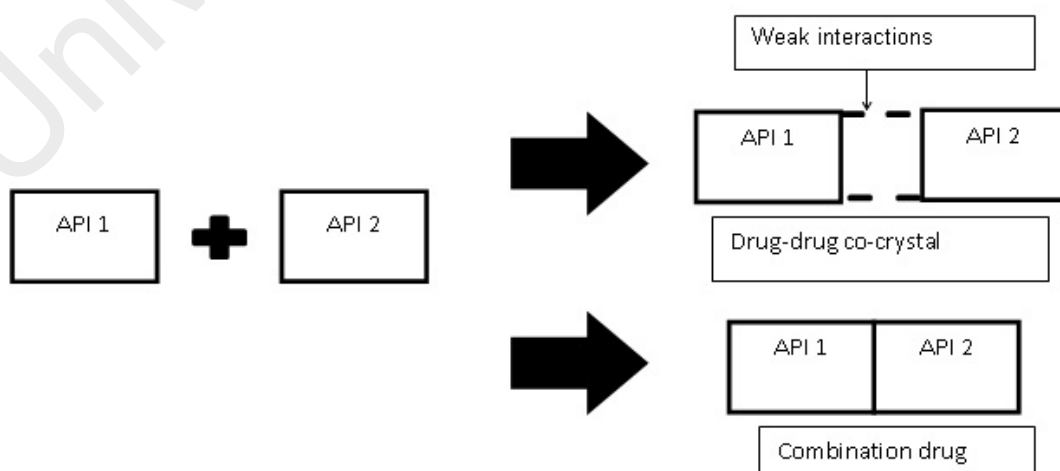 Weak interactions
API 1
API 2
API 1
API 2
Drug-drug co-crystal
API 1
API 2
Combination drug